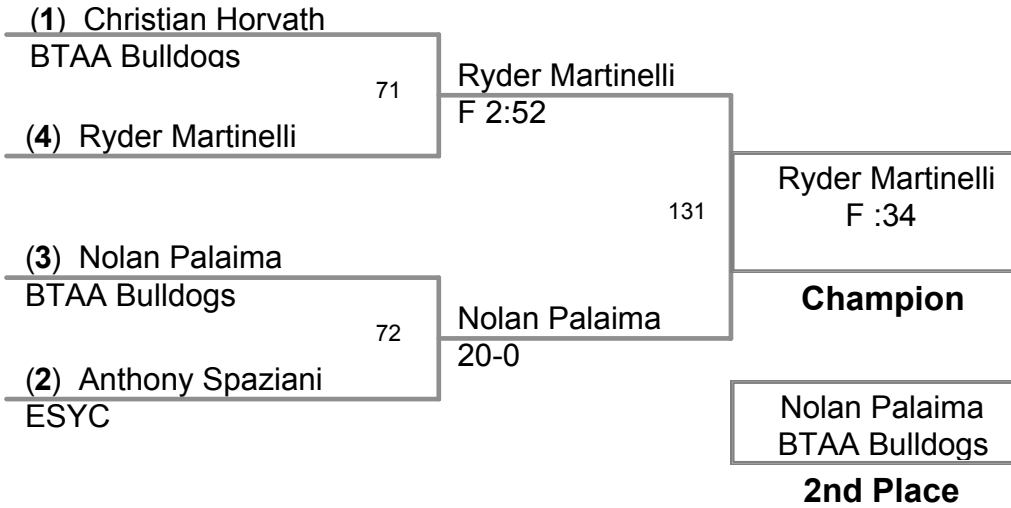 (1) Christian Horvath
BTAA Bulldogs
71
(4) Ryder Martinelli
Ryder Martinelli
F 2:52
(3) Nolan Palaima
BTAA Bulldogs
72
(2) Anthony Spaziani
ESYC
Nolan Palaima
20-0
131
Ryder Martinelli
F :34
Champion
Nolan Palaima
BTAA Bulldogs
2nd Place